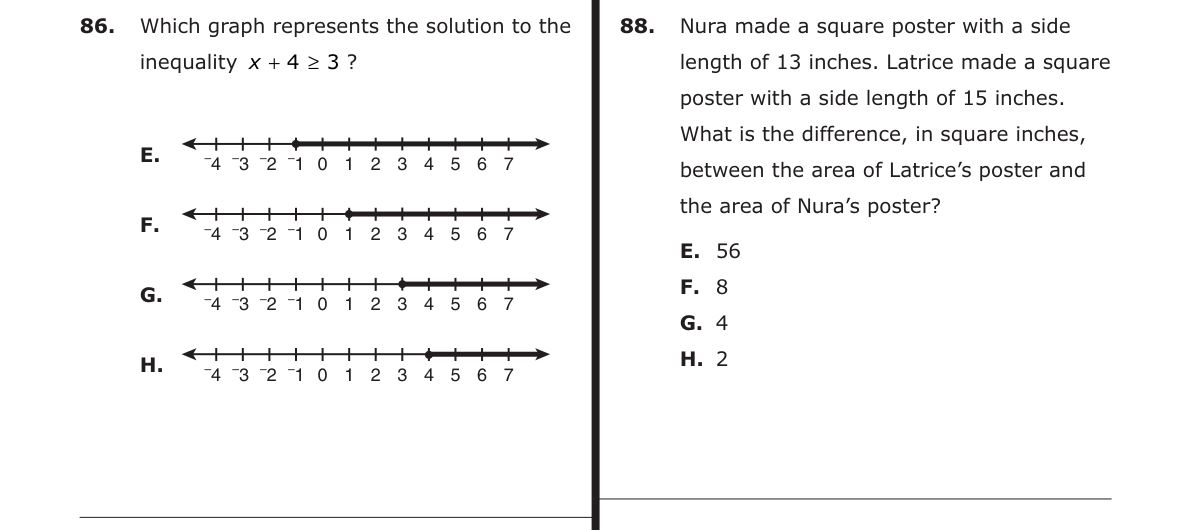 86. Which graph represents the solution to the
inequality x + 4 ≥ 3 ?
E.
⁻4 ⁻3 ⁻2 ⁻1 0 1 2 3 4 5 6 7
F.
⁻4 ⁻3 ⁻2 ⁻1 0 1 2 3 4 5 6 7
G.
⁻4 ⁻3 ⁻2 ⁻1 0 1 2 3 4 5 6 7
H.
⁻4 ⁻3 ⁻2 ⁻1 0 1 2 3 4 5 6 7
88. Nura made a square poster with a side
length of 13 inches. Latrice made a square
poster with a side length of 15 inches.
What is the difference, in square inches,
between the area of Latrice’s poster and
the area of Nura’s poster?
E. 56
F. 8
G. 4
H. 2